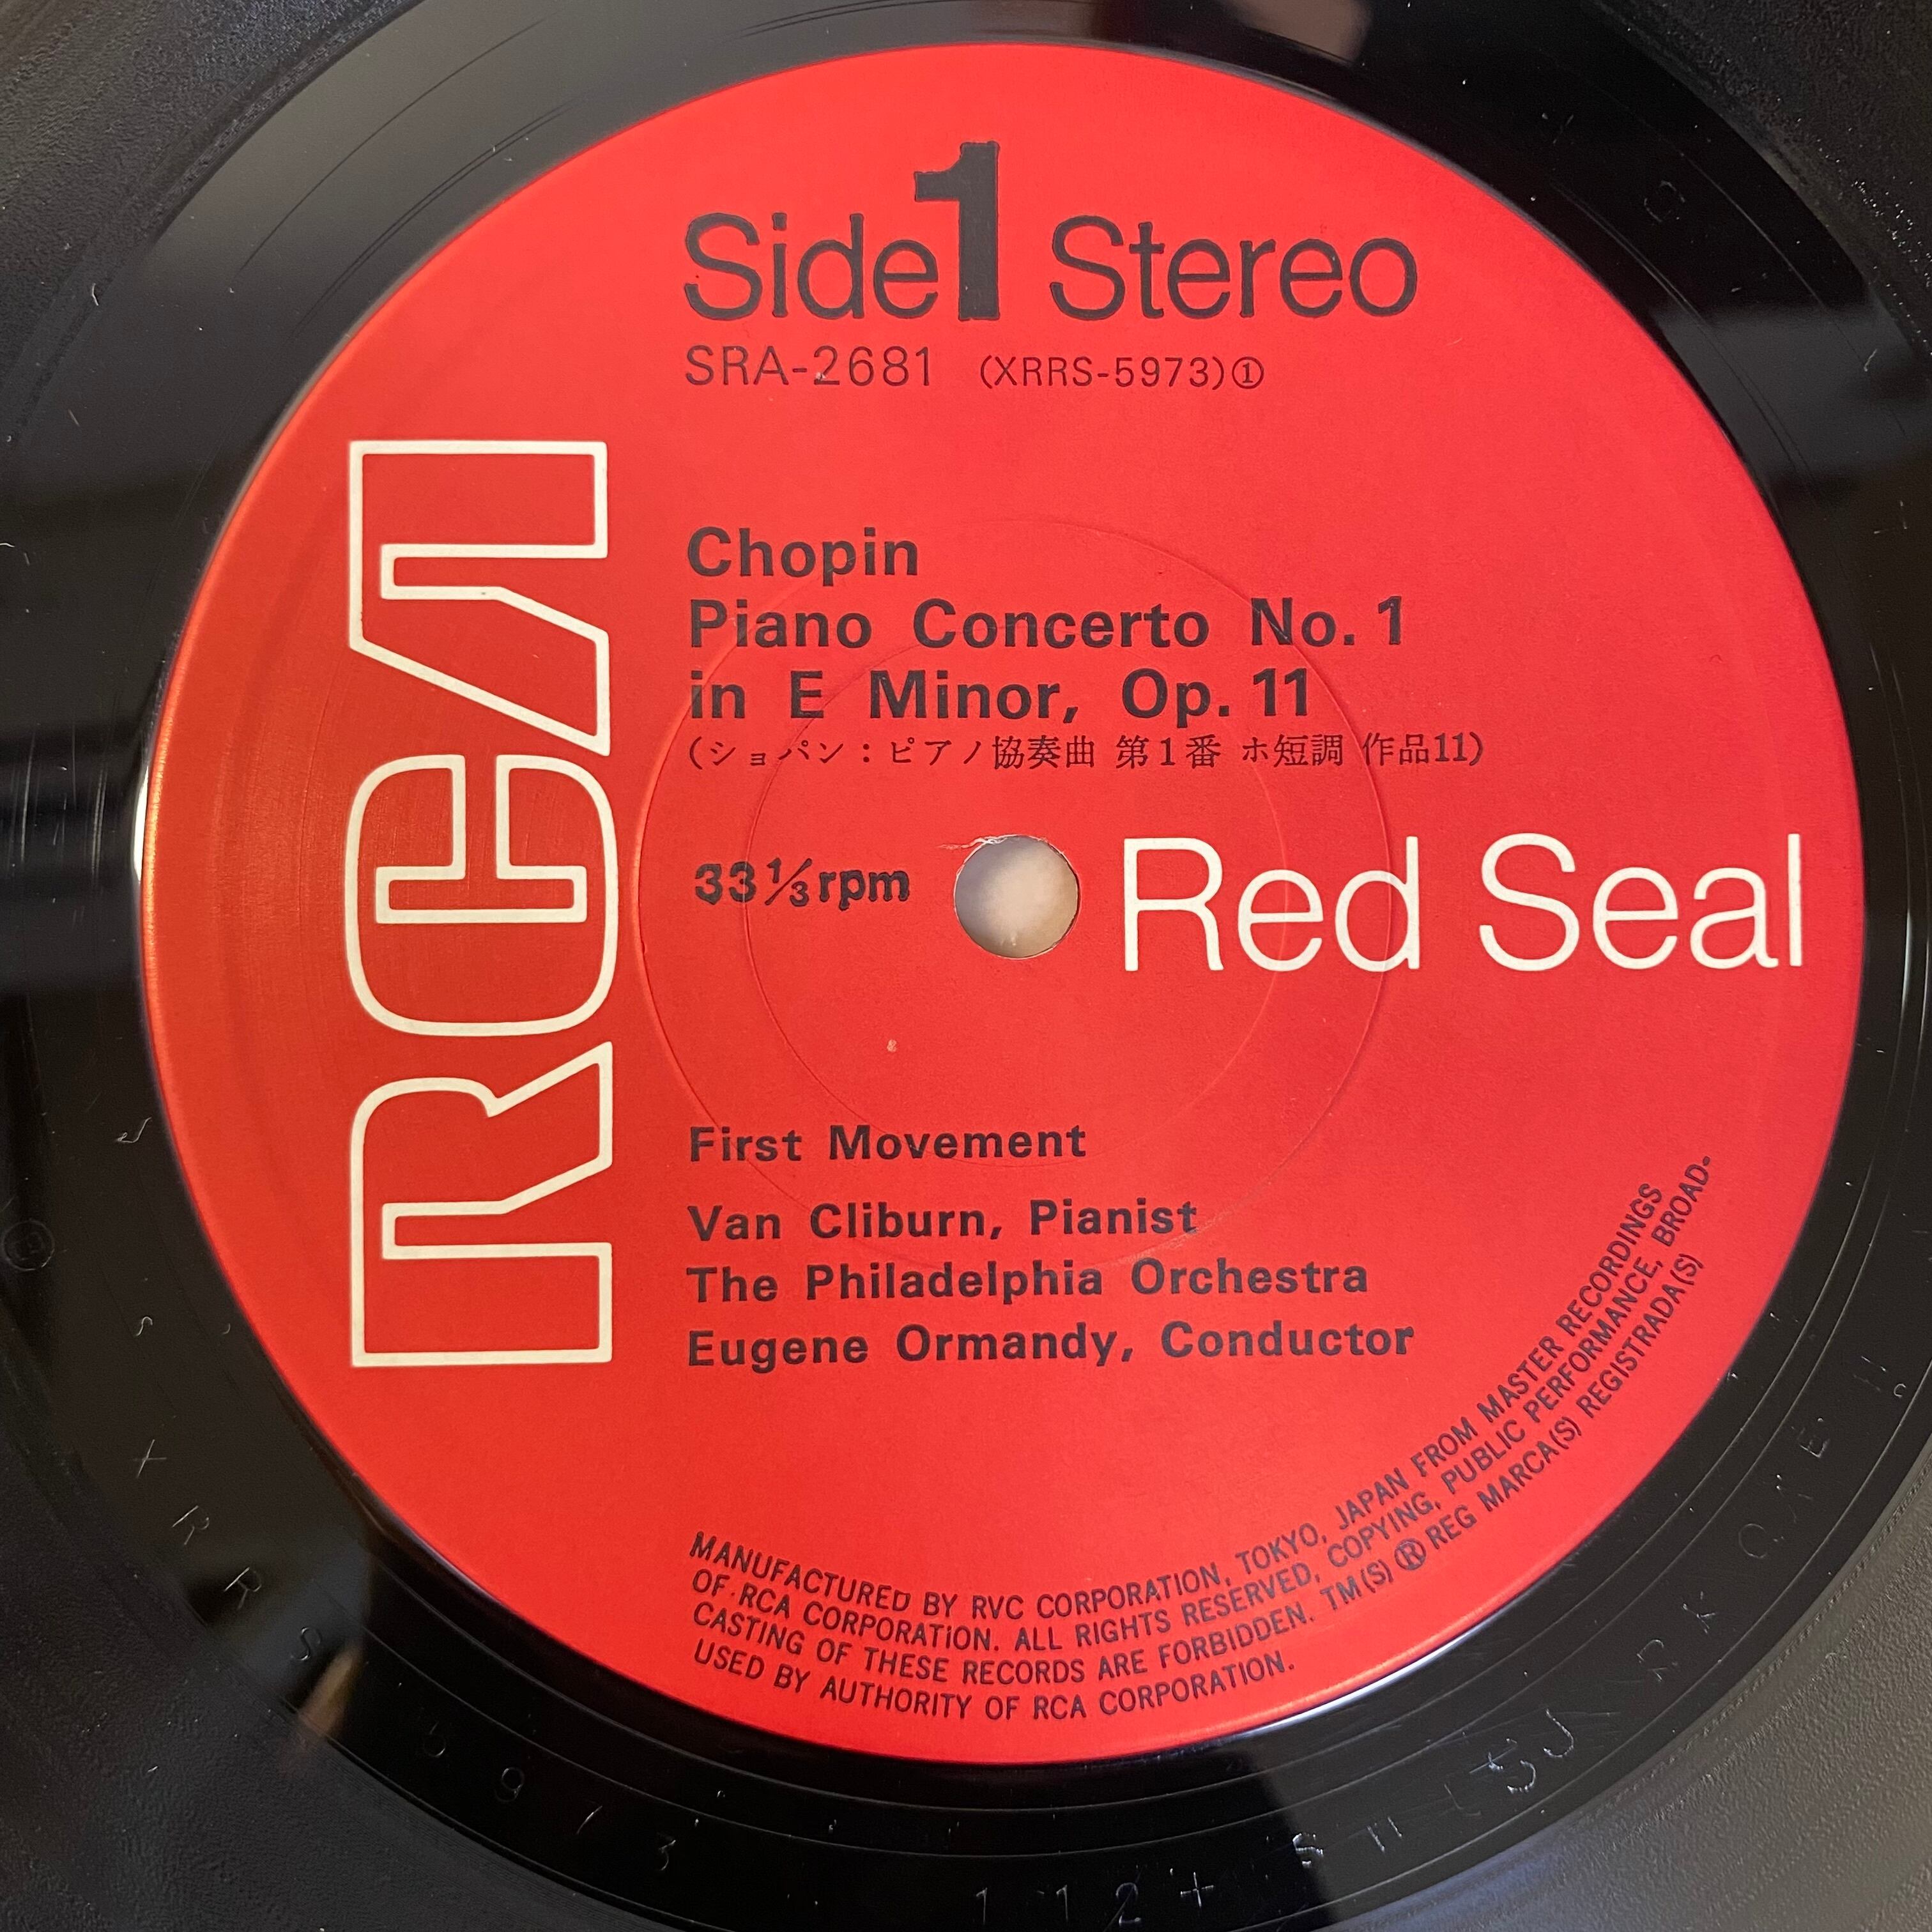 Side 1 Stereo
SRA-2681 (XRRS-5973)①
RCA
Chopin
Piano Concerto No. 1
in E Minor, Op. 11
(ショパン：ピアノ協奏曲 第1番 ホ短調 作品11)
33⅓rpm
Red Seal
First Movement
Van Cliburn, Pianist
The Philadelphia Orchestra
Eugene Ormandy, Conductor
MANUFACTURED BY RVC CORPORATION, TOKYO, JAPAN FROM MASTER RECORDINGS
OF RCA CORPORATION. ALL RIGHTS RESERVED, COPYING, PUBLIC PERFORMANCE, BROAD-
CASTING OF THESE RECORDS ARE FORBIDDEN. TM(S) ® REG MARCA(S) REGISTRADA(S)
USED BY AUTHORITY OF RCA CORPORATION.
XRRS 5973
112+